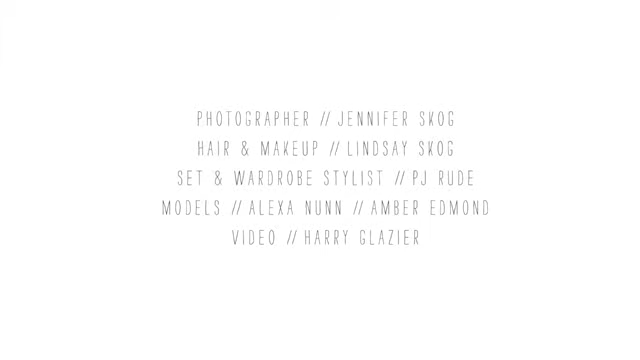 PHOTOGRAPHER // JENNIFER SKOG
HAIR & MAKEUP // LINDSAY SKOG
SET & WARDROBE STYLIST // PJ RUDE
MODELS // ALEXA NUNN // AMBER EDMOND
VIDEO // HARRY GLAZIER